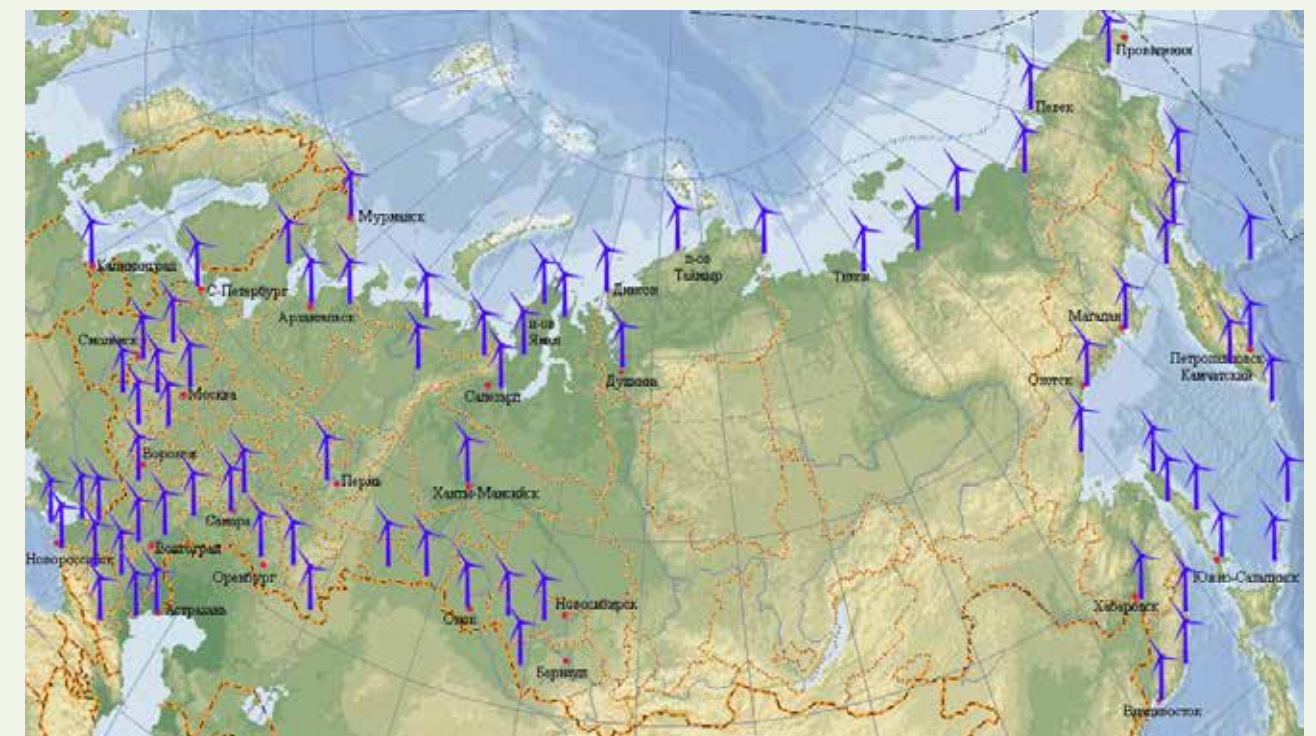 Провидения
Певек
Мурманск
Калининград
С-Петербург
Архангельск
п-ов
Таймыр
Тикси
Диксон
Магадан
п-ов
Ямал
Смоленск
Петропавловск
Камчатский
Охотск
Москва
Салехард
Воронеж
Пермь
Ханты-Мансийск
Самара
Новороссийск
Волгоград
Оренбург
Южно-Сахалинск
Астрахань
Омск
Новосибирск
Хабаровск
Барнаул
Владивосток